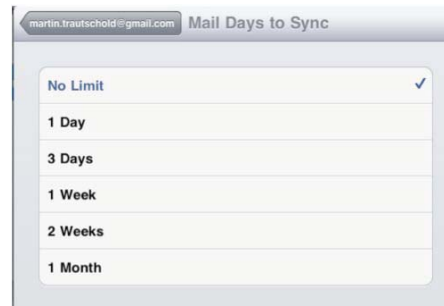 martin.trautschold@gmail.com Mail Days to Sync
No Limit
1 Day
3 Days
1 Week
2 Weeks
1 Month